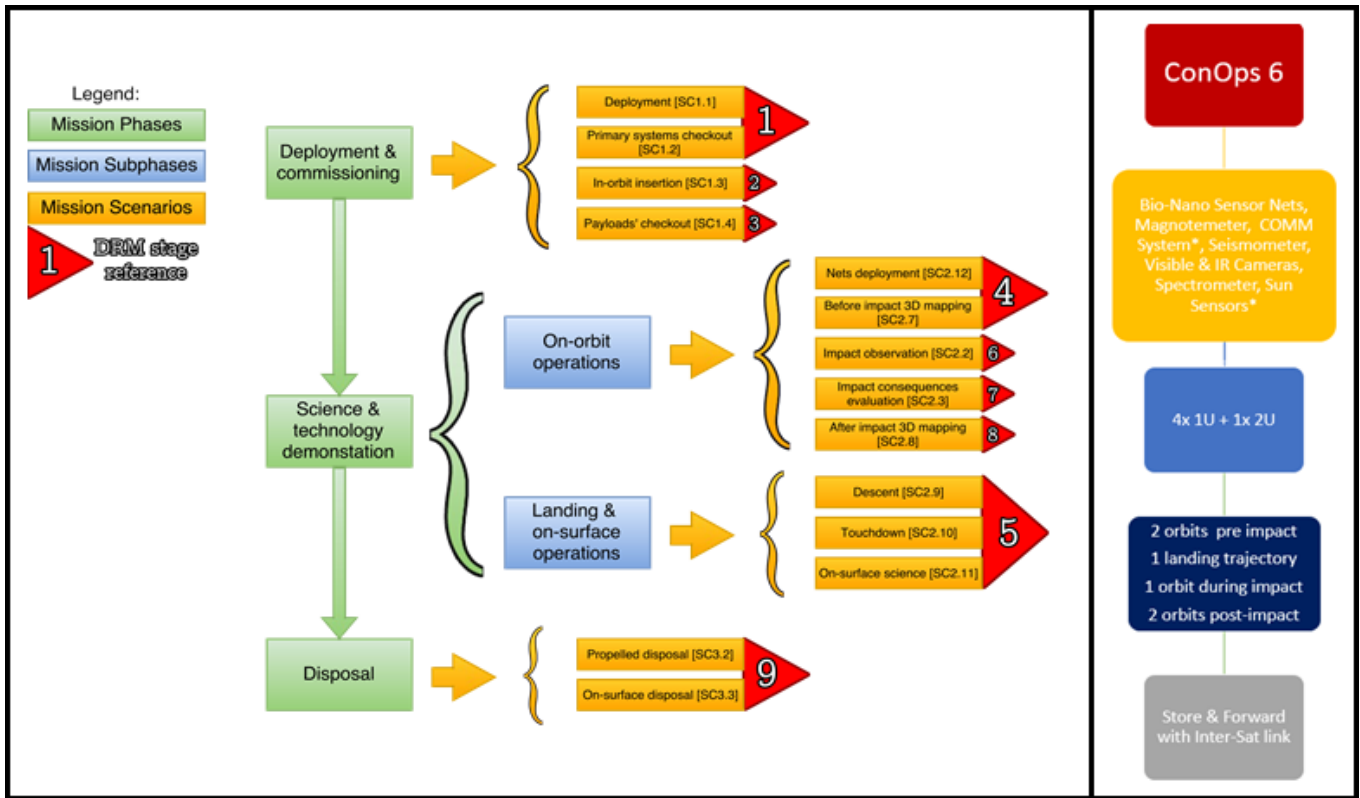 Legend:
Mission Phases
Mission Subphases
Mission Scenarios
1
DRM stage
reference
Deployment &
commissioning
Deployment [SC1.1]
Primary systems checkout
[SC1.2]
1
In-orbit insertion [SC1.3]
2
Payloads' checkout [SC1.4]
3
Science &
technology
demonstation
On-orbit
operations
Nets deployment [SC2.12]
Before impact 3D mapping
[SC2.7]
4
Impact observation [SC2.2]
6
Impact consequences
evaluation [SC2.3]
7
After impact 3D mapping
[SC2.8]
8
Landing &
on-surface
operations
Descent [SC2.9]
Touchdown [SC2.10]
On-surface science [SC2.11]
5
Disposal
Propelled disposal [SC3.2]
On-surface disposal [SC3.3]
9
ConOps 6
Bio-Nano Sensor Nets,
Magnotemeter, COMM
System*, Seismometer,
Visible & IR Cameras,
Spectrometer, Sun
Sensors*
4x 1U + 1x 2U
2 orbits pre impact
1 landing trajectory
1 orbit during impact
2 orbits post-impact
Store & Forward
with Inter-Sat link